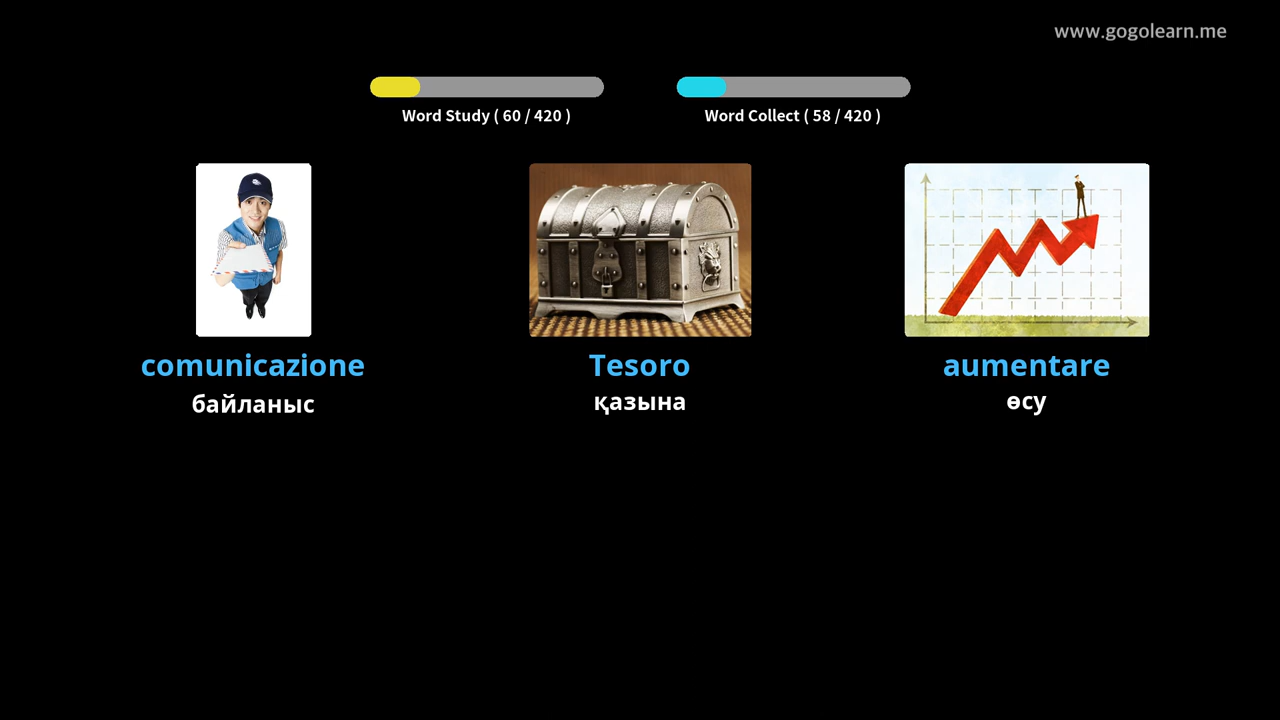 www.gogolearn.me
Word Study ( 60 / 420 )
Word Collect ( 58 / 420 )
comunicazione
байланыс
Tesoro
қазына
aumentare
өсу